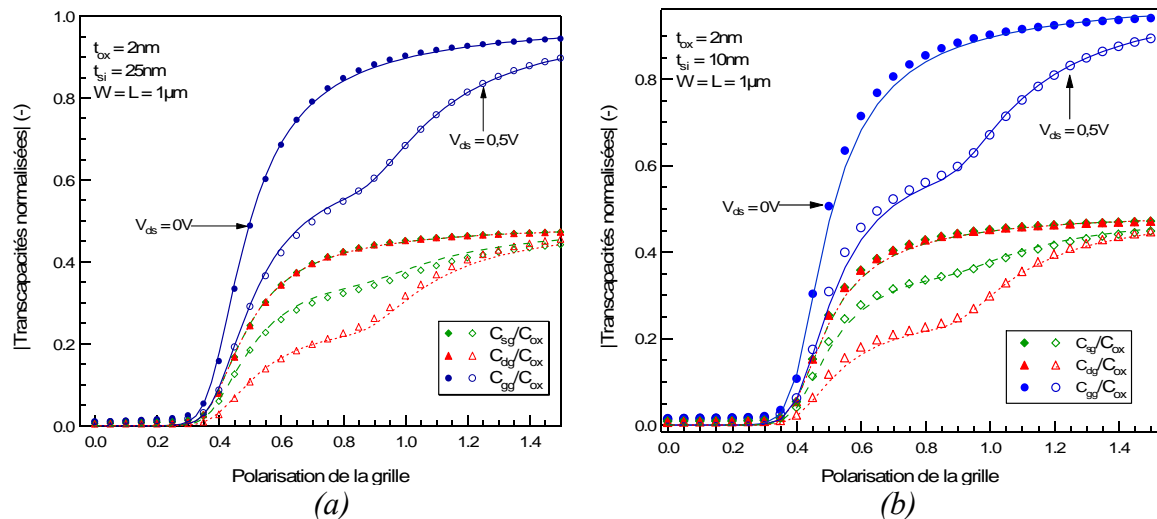 |Transcapacités normalisées| (-)
1.0
0.8
0.6
0.4
0.2
0.0
t_ox = 2nm
t_si = 25nm
W = L = 1µm
V_ds = 0,5V
V_ds = 0V
C_sg/C_ox
C_dg/C_ox
C_gg/C_ox
0.0 0.2 0.4 0.6 0.8 1.0 1.2 1.4
Polarisation de la grille
(a)
|Transcapacités normalisées| (-)
1.0
0.8
0.6
0.4
0.2
0.0
t_ox = 2nm
t_si = 10nm
W = L = 1µm
V_ds = 0,5V
V_ds = 0V
C_sg/C_ox
C_dg/C_ox
C_gg/C_ox
0.0 0.2 0.4 0.6 0.8 1.0 1.2 1.4
Polarisation de la grille
(b)